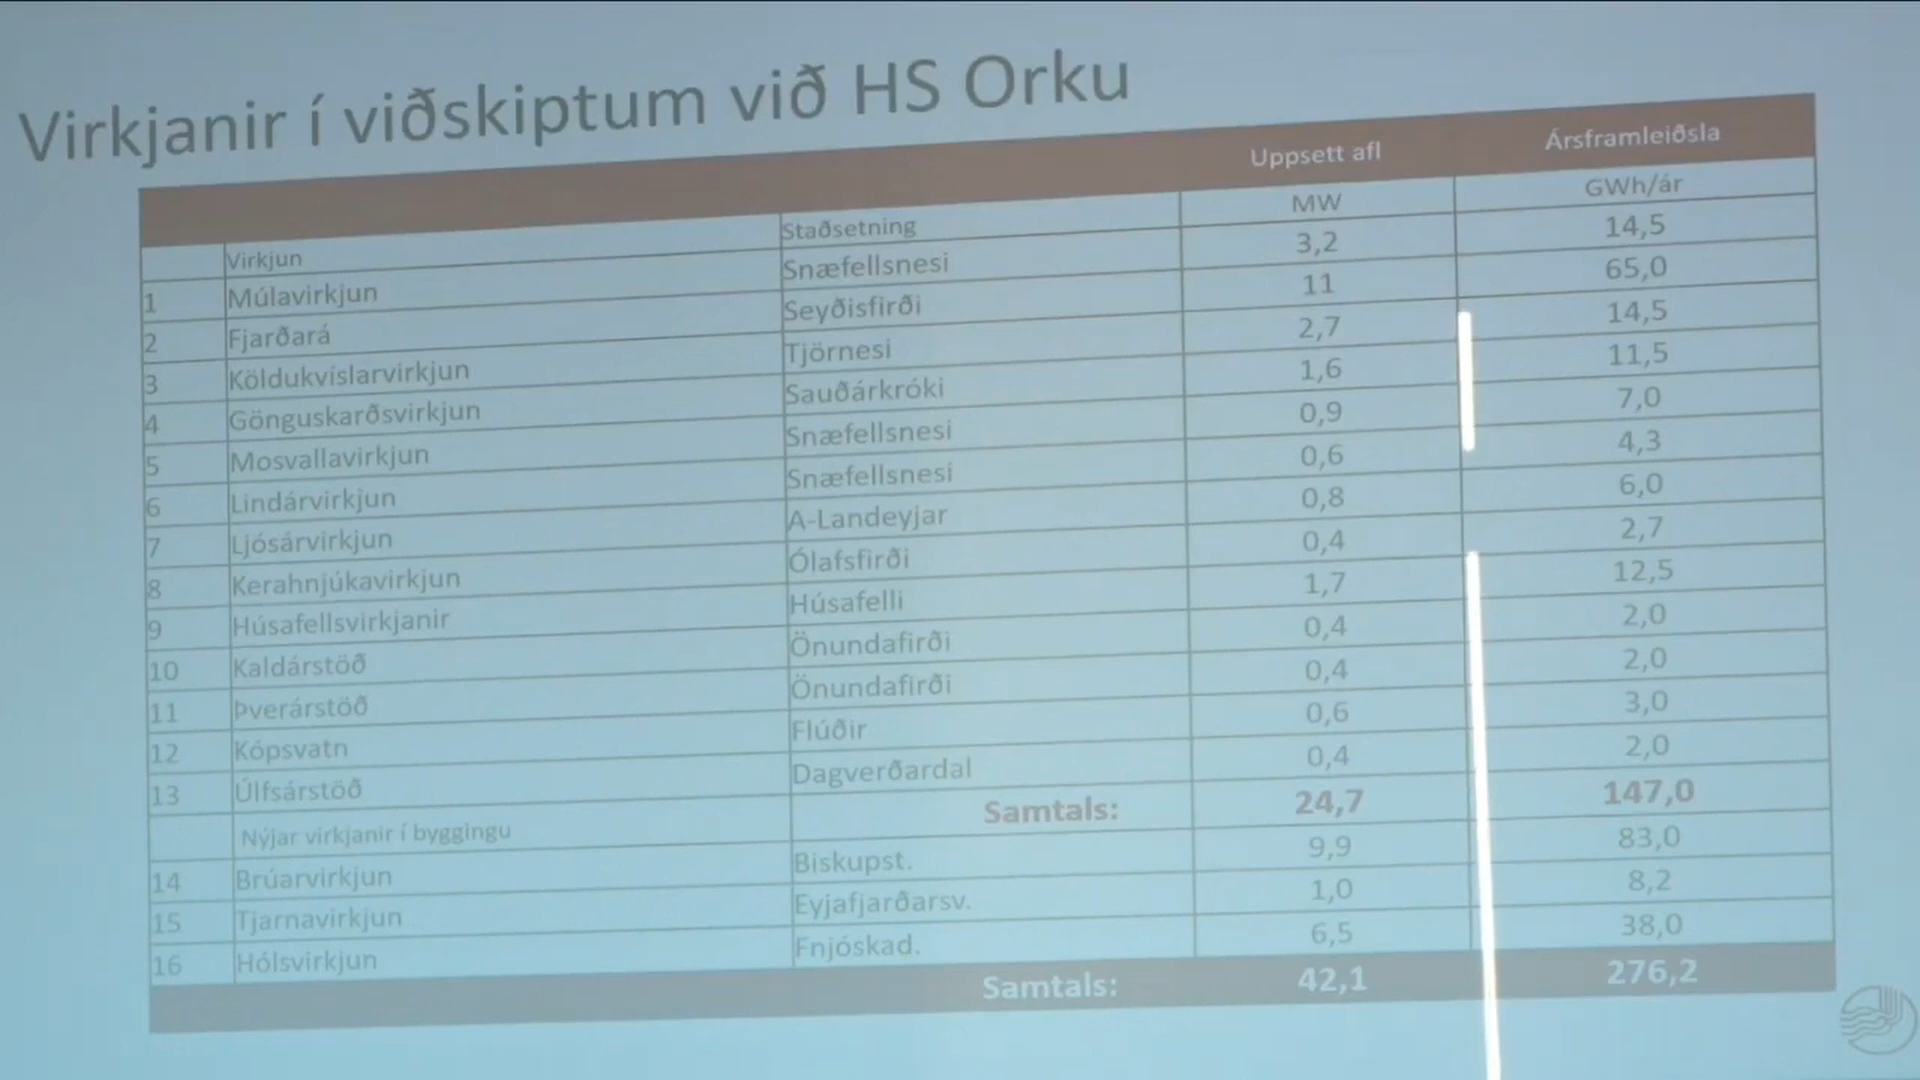 Virkjanir í viðskiptum við HS Orku
Uppsett afl Ársframleiðsla
Virkjun Staðsetning MW GWh/ár
1 Múlavirkjun Snæfellsnesi 3,2 14,5
2 Fjarðará Seyðisfirði 11 65,0
3 Köldukvíslarvirkjun Tjörnesi 2,7 14,5
4 Gönguskarðsvirkjun Sauðárkróki 1,6 11,5
5 Mosvallavirkjun Snæfellsnesi 0,9 7,0
6 Lindárvirkjun Snæfellsnesi 0,6 4,3
7 Ljósárvirkjun A-Landeyjar 0,8 6,0
8 Kerahnjúkavirkjun Ólafsfirði 0,4 2,7
9 Húsafellsvirkjanir Húsafelli 1,7 12,5
10 Kaldárstöð Önundafirði 0,4 2,0
11 Þverárstöð Önundafirði 0,4 2,0
12 Kópsvatn Flúðir 0,6 3,0
13 Úlfsárstöð Dagverðardal 0,4 2,0
Nýjar virkjanir í byggingu Samtals: 24,7 147,0
14 Brúarvirkjun Biskupst. 9,9 83,0
15 Tjarnavirkjun Eyjafjarðarsv. 1,0 8,2
16 Hólsvirkjun Fnjóskad. 6,5 38,0
Samtals: 42,1 276,2